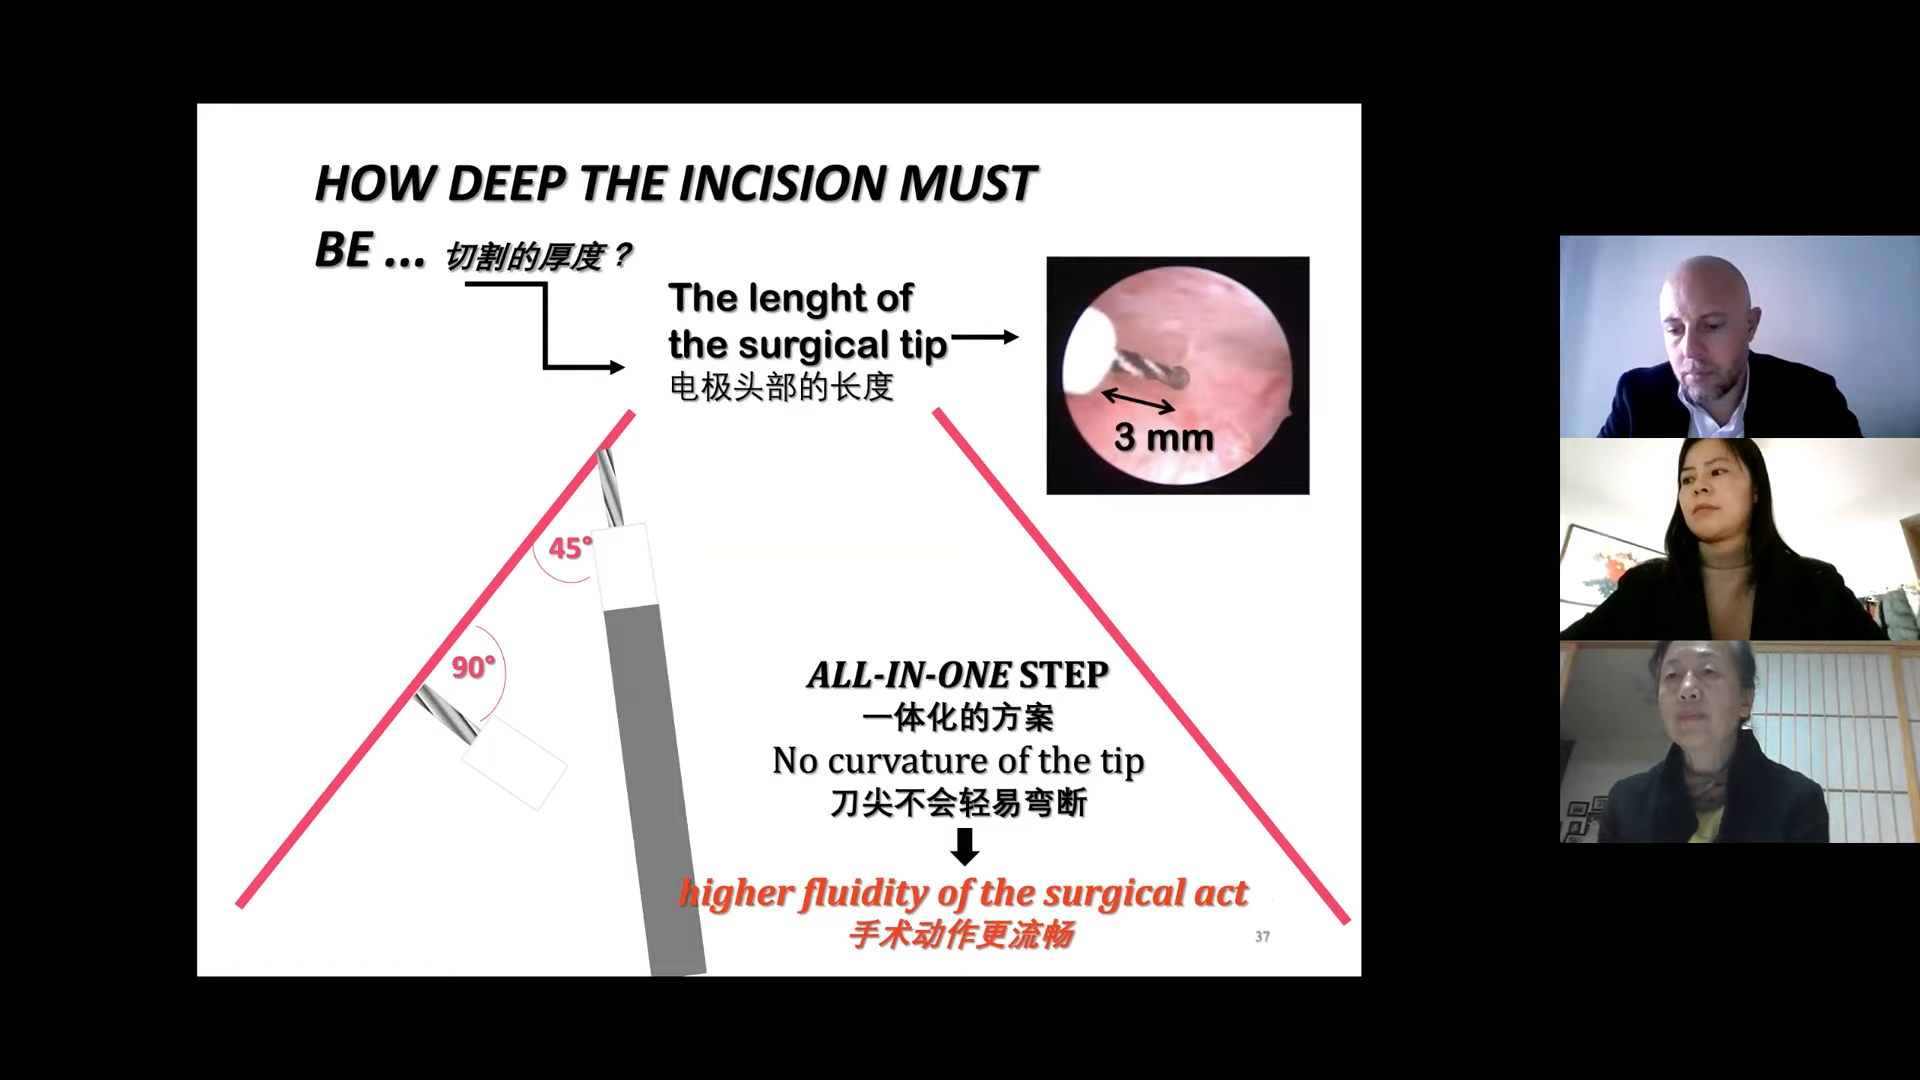 HOW DEEP THE INCISION MUST
BE ... 切割的厚度？
The lenght of
the surgical tip
电极头部的长度
3 mm
45°
90°
ALL-IN-ONE STEP
一体化的方案
No curvature of the tip
刀尖不会轻易弯断
higher fluidity of the surgical act
手术动作更流畅
37